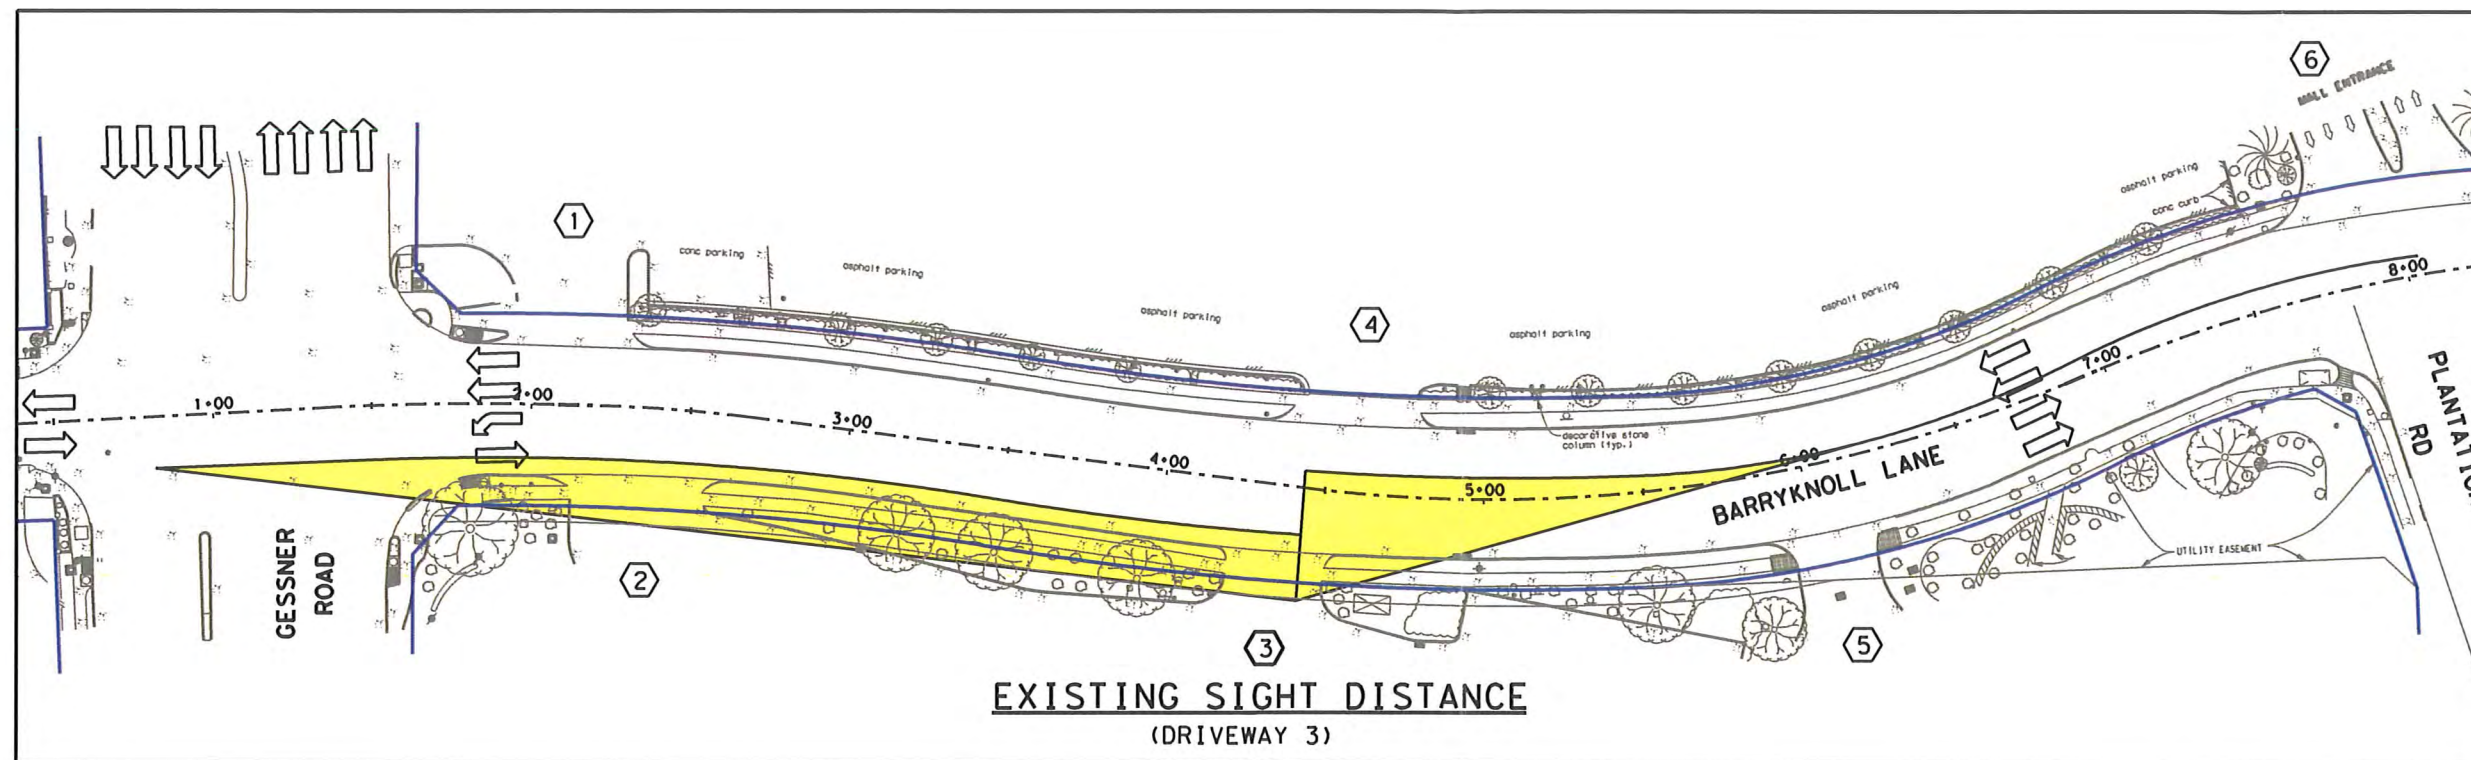 6
MALL ENTRANCE
1
conc parking
asphalt parking
asphalt parking
4
asphalt parking
asphalt parking
asphalt parking
conc curb
8+00
7+00
1+00
2+00
3+00
4+00
5+00
6+00
decorative stone
column (typ.)
BARRYKNOLL LANE
PLANTATION
RD
UTILITY EASEMENT
GESSNER
ROAD
2
3
5
EXISTING SIGHT DISTANCE
(DRIVEWAY 3)